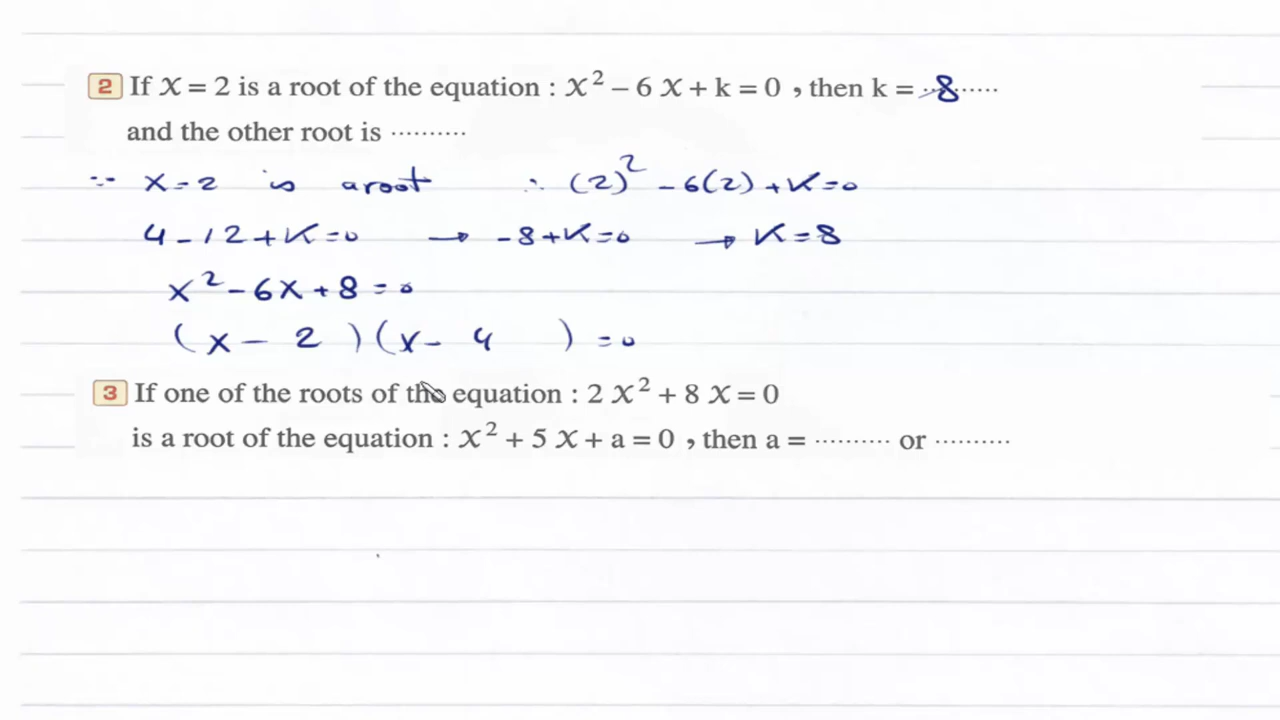 2 If x = 2 is a root of the equation : x² – 6 x + k = 0 , then k = ..8.....
and the other root is ··········
∵ x = 2 is a root ∴ (2)² - 6(2) + K = 0
4 - 12 + K = 0 → -8 + K = 0 → K = 8
x² - 6x + 8 = 0
(x - 2 )(x - 4 ) = 0
3 If one of the roots of the equation : 2 x² + 8 x = 0
is a root of the equation : x² + 5 x + a = 0 , then a = ·········· or ··········